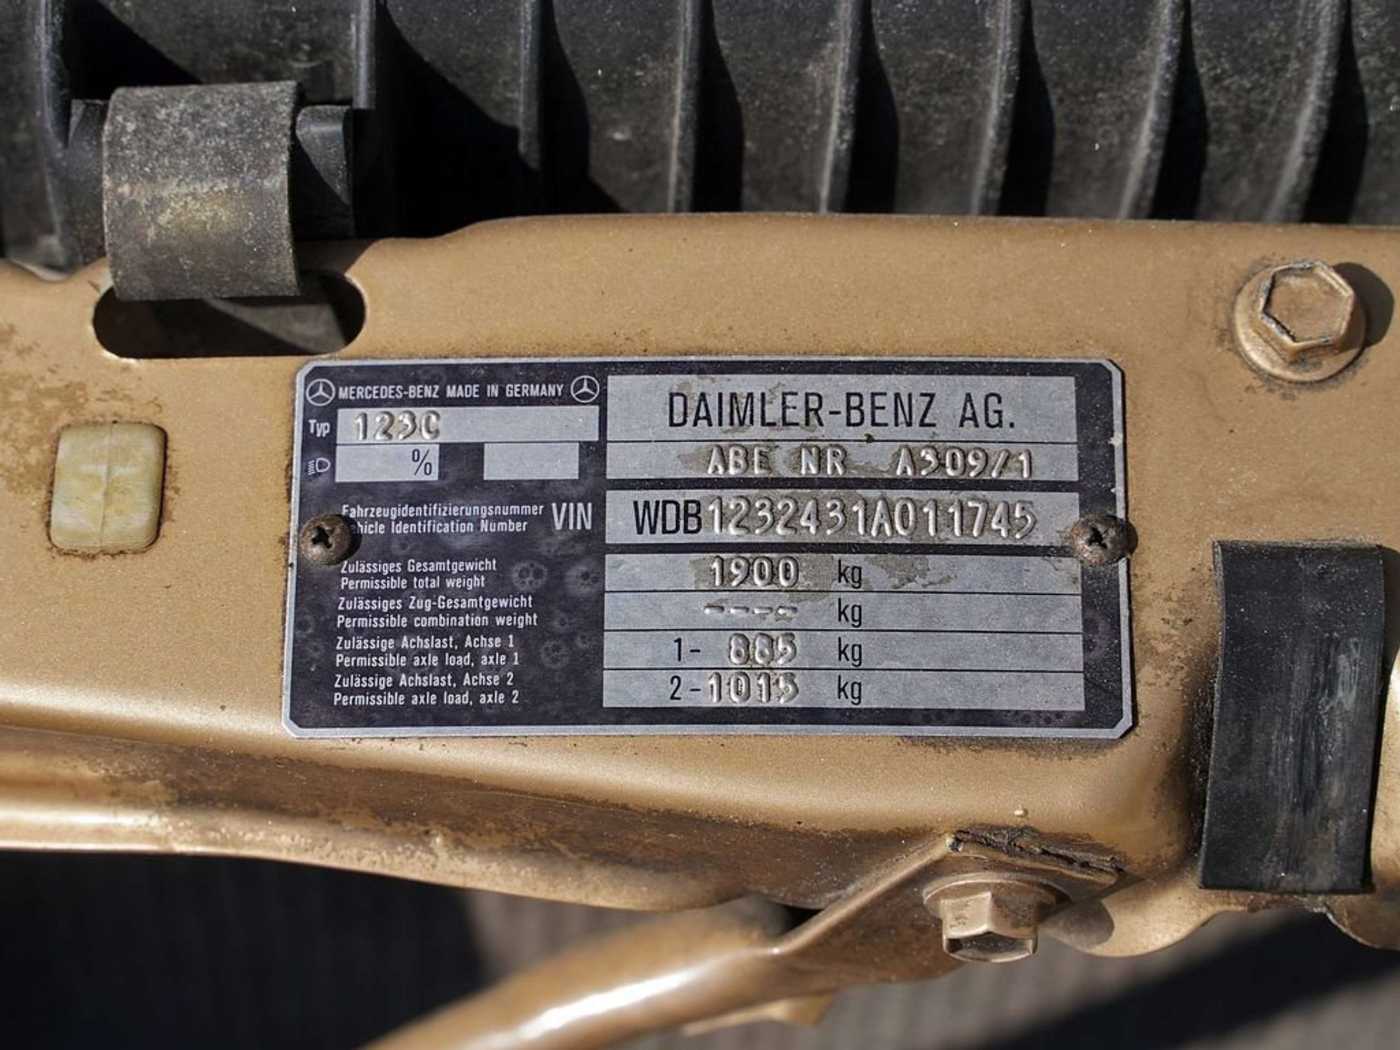 MERCEDES-BENZ MADE IN GERMANY
Typ 123C
%
DAIMLER-BENZ AG.
ABE NR A309/1
Fahrzeugidentifizierungsnummer
Vehicle Identification Number
VIN WDB1232431A011745
Zulässiges Gesamtgewicht
Permissible total weight
1900 kg
Zulässiges Zug-Gesamtgewicht
Permissible combination weight
---- kg
Zulässige Achslast, Achse 1
Permissible axle load, axle 1
1- 885 kg
Zulässige Achslast, Achse 2
Permissible axle load, axle 2
2-1015 kg